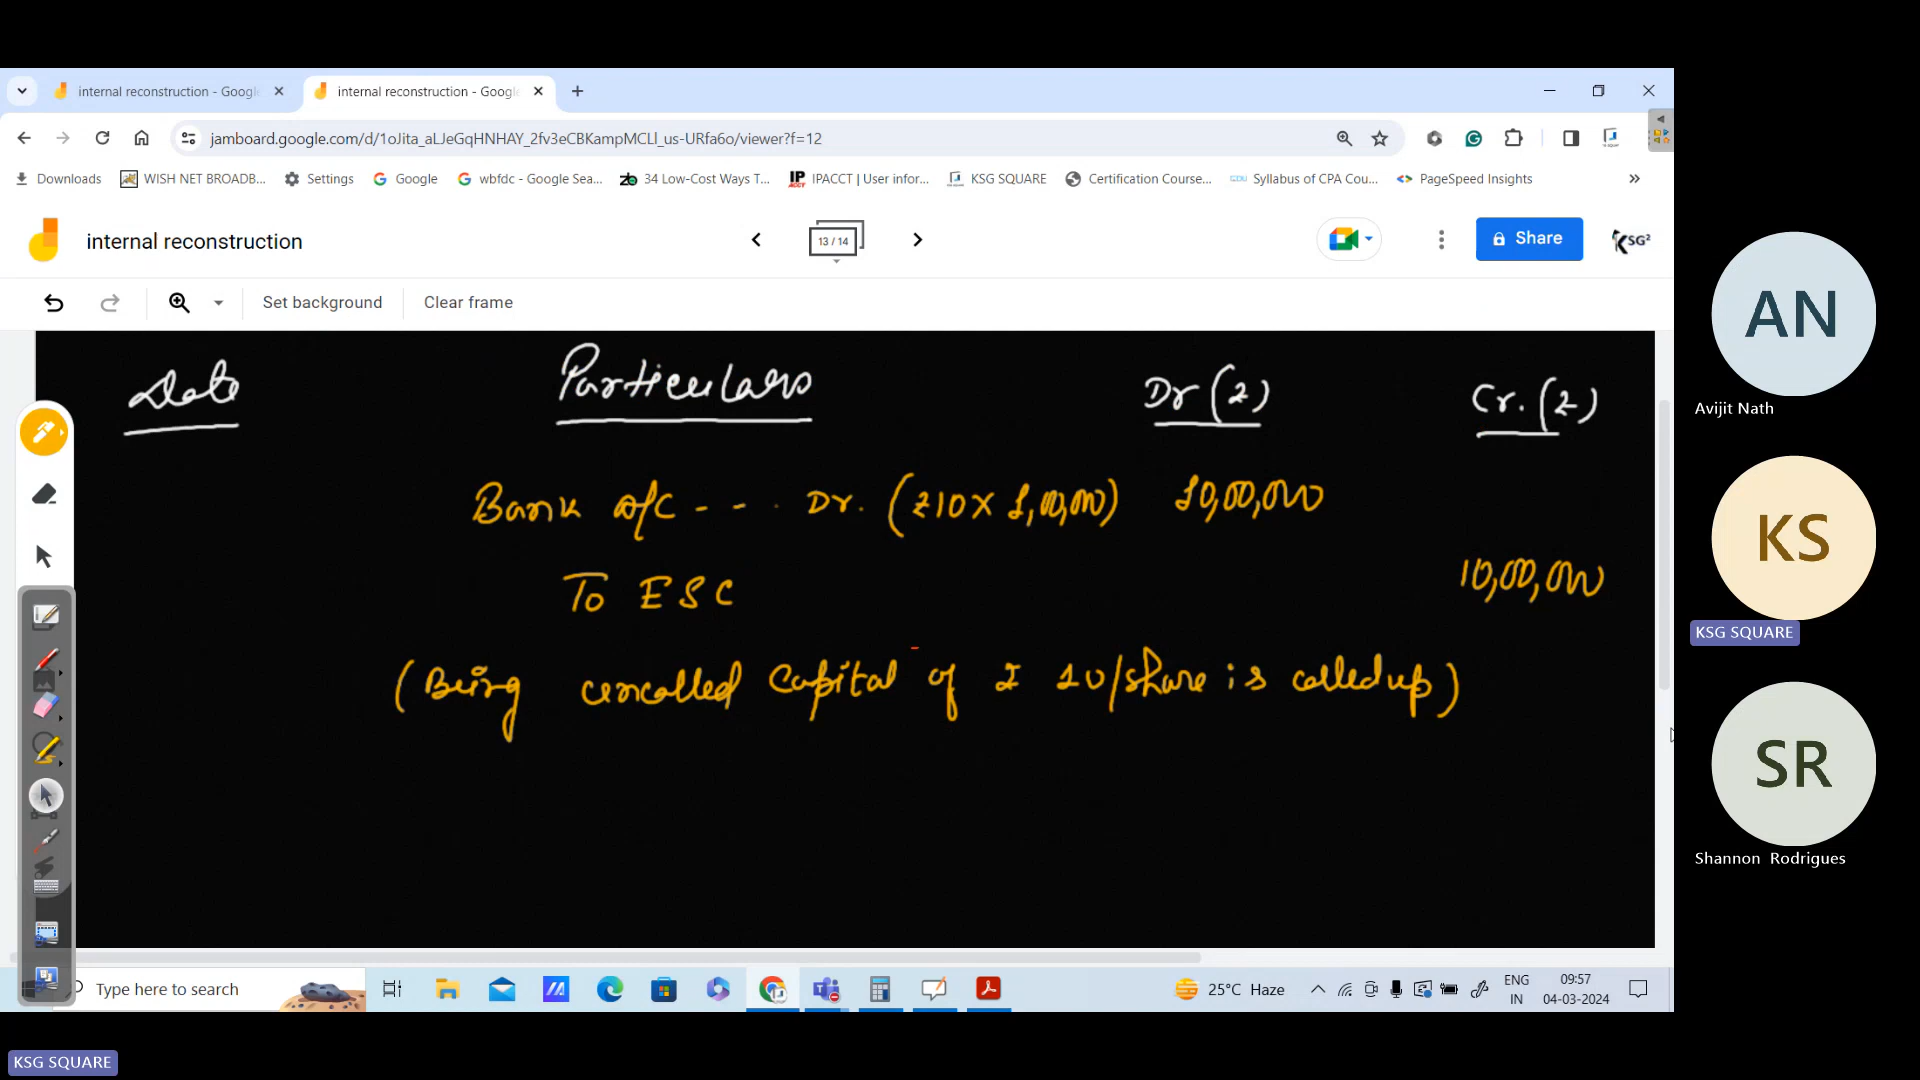 internal reconstruction - Googl
internal reconstruction - Google
jamboard.google.com/d/1oJita_aLJeGqHNHAY_2fv3eCBKampMCLl_us-URfa6o/viewer?f=12
Downloads
WISH NET BROADB...
Settings
Google
wbfdc - Google Sea...
34 Low-Cost Ways T...
IPACCT | User infor...
KSG SQUARE
Certification Course...
Syllabus of CPA Cou...
PageSpeed Insights
»
internal reconstruction
13 / 14
Share
KSG²
Set background
Clear frame
Date Particulars Dr (₹) Cr. (₹)
Bank A/C - - . Dr. (₹10 X 1,00,000) 10,00,000
To ESC 10,00,000
(Being uncalled Capital of ₹ 10/share is called up)
Type here to search
25°C Haze
ENG
IN
09:57
04-03-2024
AN
Avijit Nath
KS
KSG SQUARE
SR
Shannon Rodrigues
KSG SQUARE